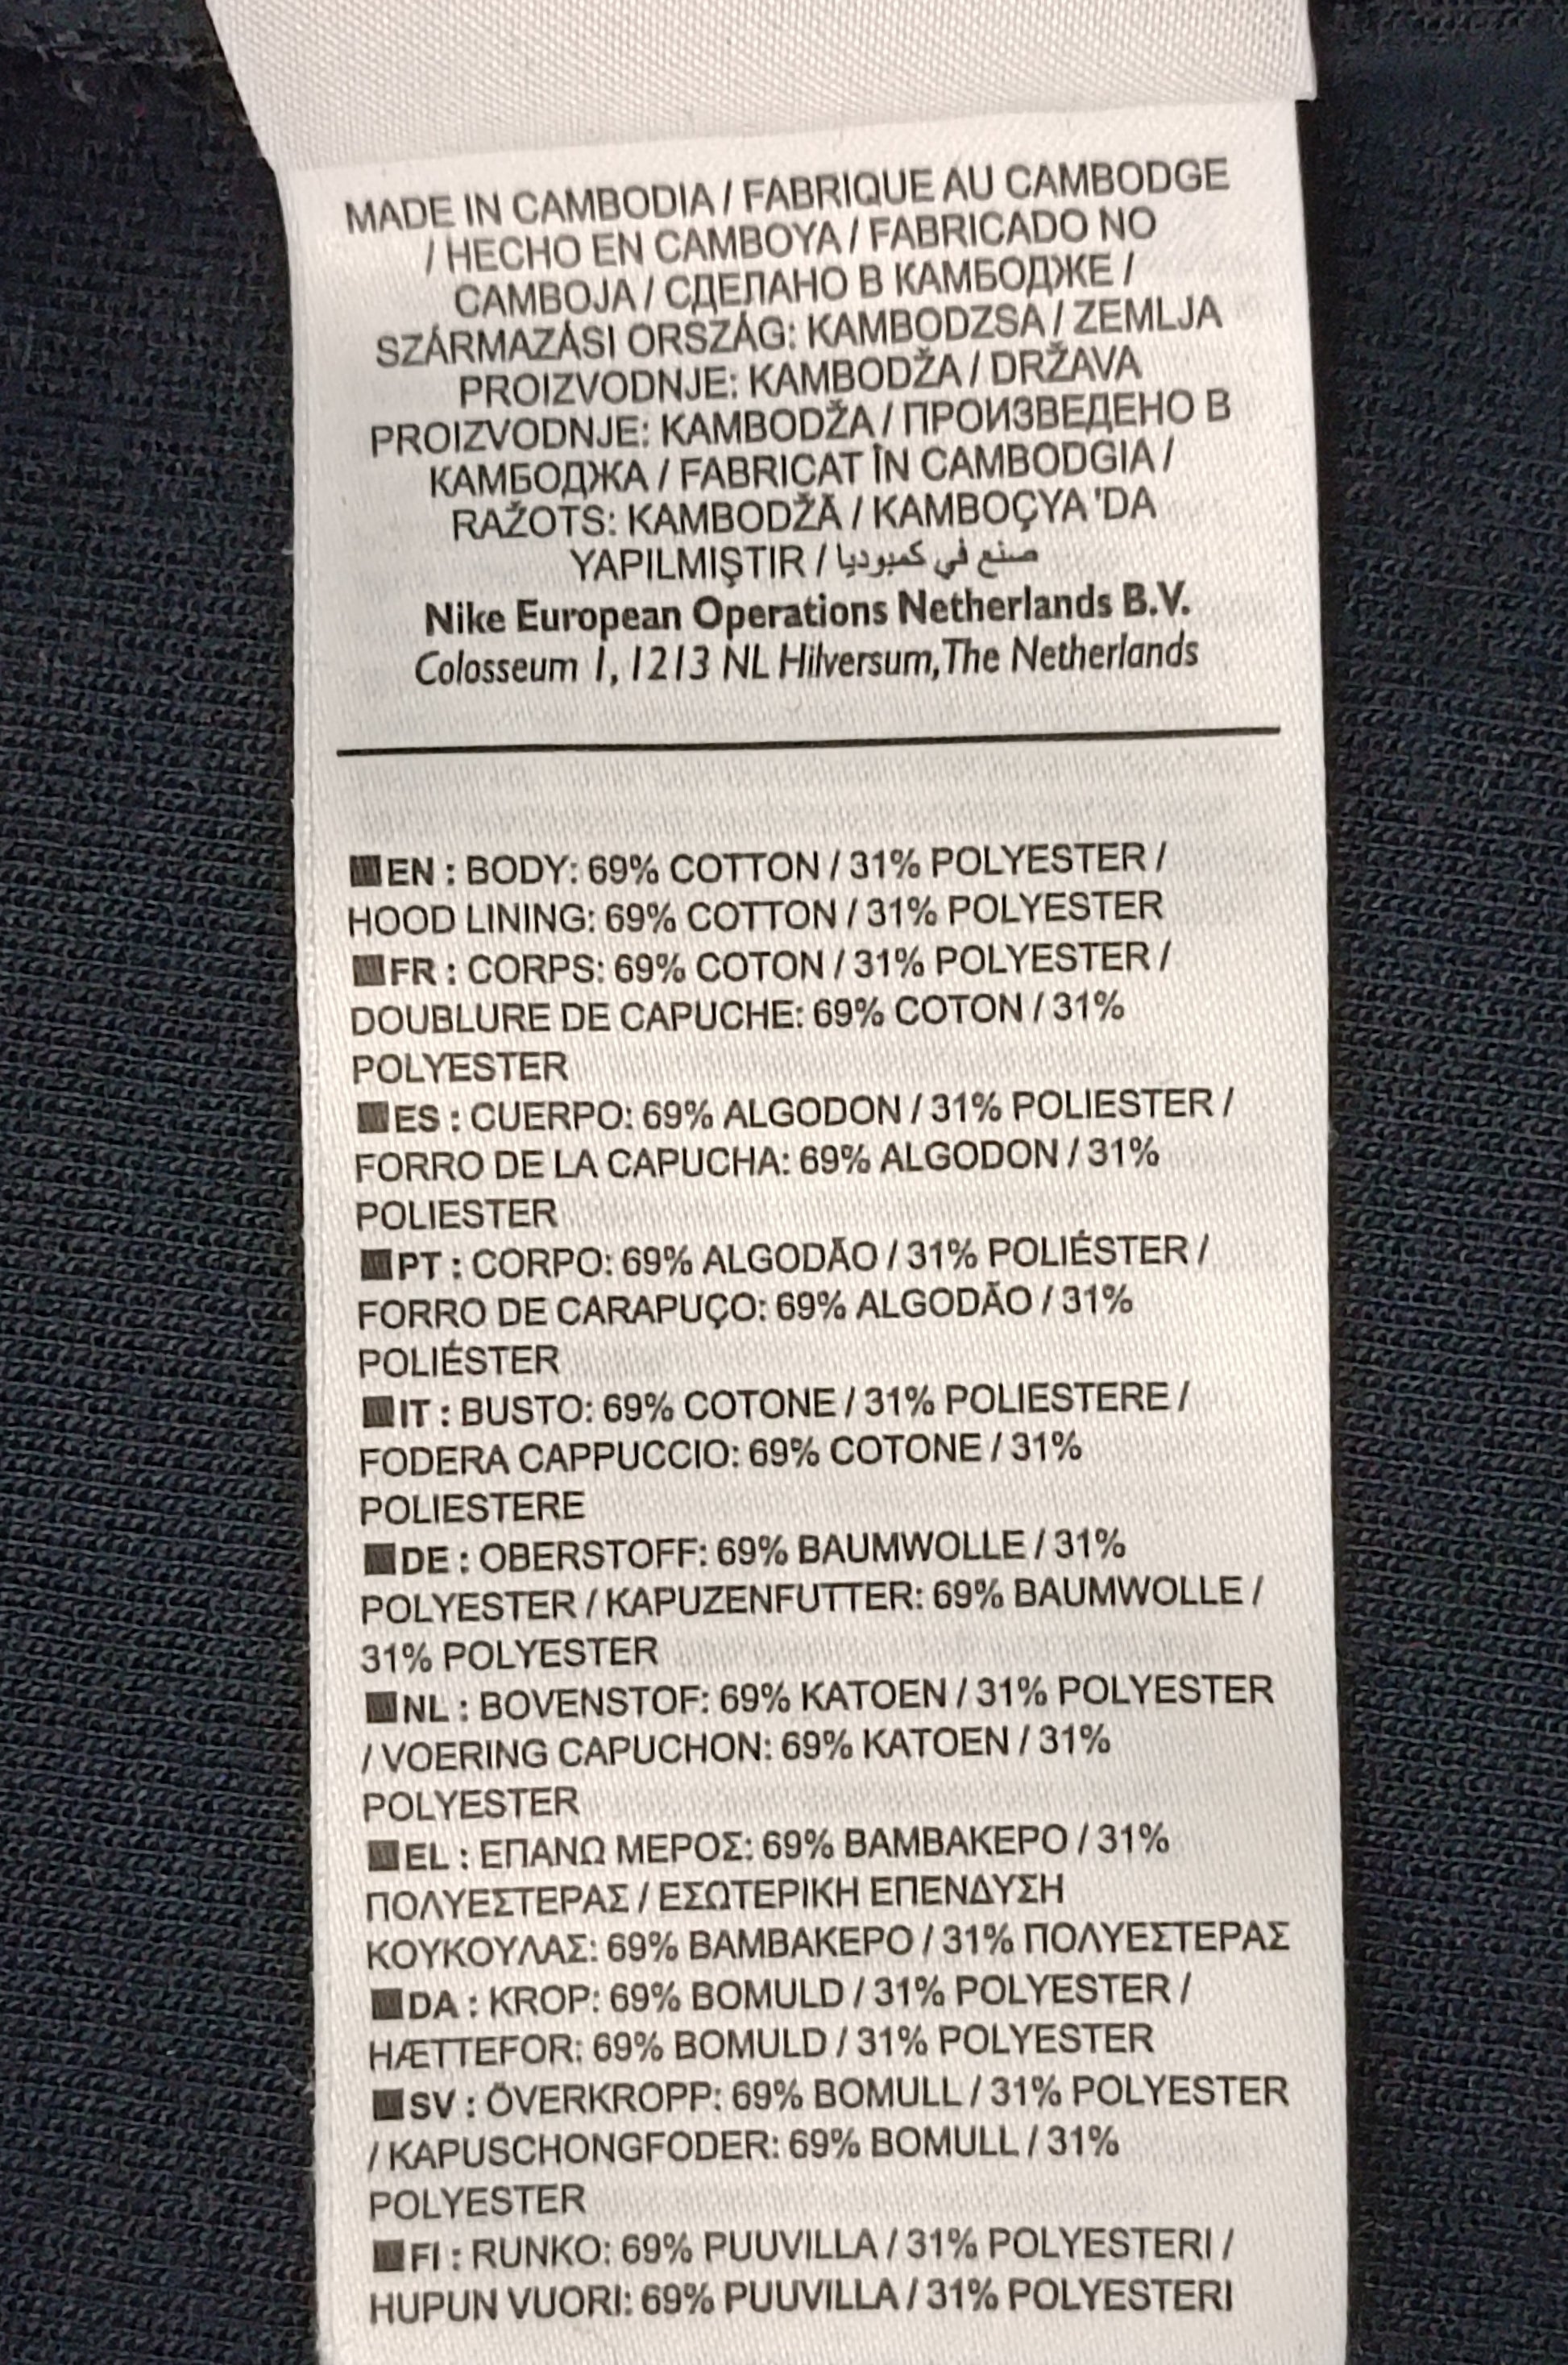 MADE IN CAMBODIA / FABRIQUE AU CAMBODGE
/ HECHO EN CAMBOYA / FABRICADO NO
CAMBOJA / СДЕЛАНО В КАМБОДЖЕ /
SZÁRMAZÁSI ORSZÁG: KAMBODZSA / ZEMLJA
PROIZVODNJE: KAMBODŽA / DRŽAVA
PROIZVODNJE: KAMBODŽA / ПРОИЗВЕДЕНО В
КАМБОДЖА / FABRICAT ÎN CAMBODGIA /
RAŽOTS: KAMBODŽĀ / KAMBOÇYA 'DA
YAPILMIŞTIR / صنع في كمبوديا
Nike European Operations Netherlands B.V.
Colosseum 1, 1213 NL Hilversum, The Netherlands
EN : BODY: 69% COTTON / 31% POLYESTER /
HOOD LINING: 69% COTTON / 31% POLYESTER
FR : CORPS: 69% COTON / 31% POLYESTER /
DOUBLURE DE CAPUCHE: 69% COTON / 31%
POLYESTER
ES : CUERPO: 69% ALGODON / 31% POLIESTER /
FORRO DE LA CAPUCHA: 69% ALGODON / 31%
POLIESTER
PT : CORPO: 69% ALGODÃO / 31% POLIÉSTER /
FORRO DE CARAPUÇO: 69% ALGODÃO / 31%
POLIÉSTER
IT : BUSTO: 69% COTONE / 31% POLIESTERE /
FODERA CAPPUCCIO: 69% COTONE / 31%
POLIESTERE
DE : OBERSTOFF: 69% BAUMWOLLE / 31%
POLYESTER / KAPUZENFUTTER: 69% BAUMWOLLE /
31% POLYESTER
NL : BOVENSTOF: 69% KATOEN / 31% POLYESTER
/ VOERING CAPUCHON: 69% KATOEN / 31%
POLYESTER
EL : ΕΠΑΝΩ ΜΕΡΟΣ: 69% ΒΑΜΒΑΚΕΡΟ / 31%
ΠΟΛΥΕΣΤΕΡΑΣ / ΕΣΩΤΕΡΙΚΗ ΕΠΕΝΔΥΣΗ
ΚΟΥΚΟΥΛΑΣ: 69% ΒΑΜΒΑΚΕΡΟ / 31% ΠΟΛΥΕΣΤΕΡΑΣ
DA : KROP: 69% BOMULD / 31% POLYESTER /
HÆTTEFOR: 69% BOMULD / 31% POLYESTER
SV : ÖVERKROPP: 69% BOMULL / 31% POLYESTER
/ KAPUSCHONGFODER: 69% BOMULL / 31%
POLYESTER
FI : RUNKO: 69% PUUVILLA / 31% POLYESTERI /
HUPUN VUORI: 69% PUUVILLA / 31% POLYESTERI